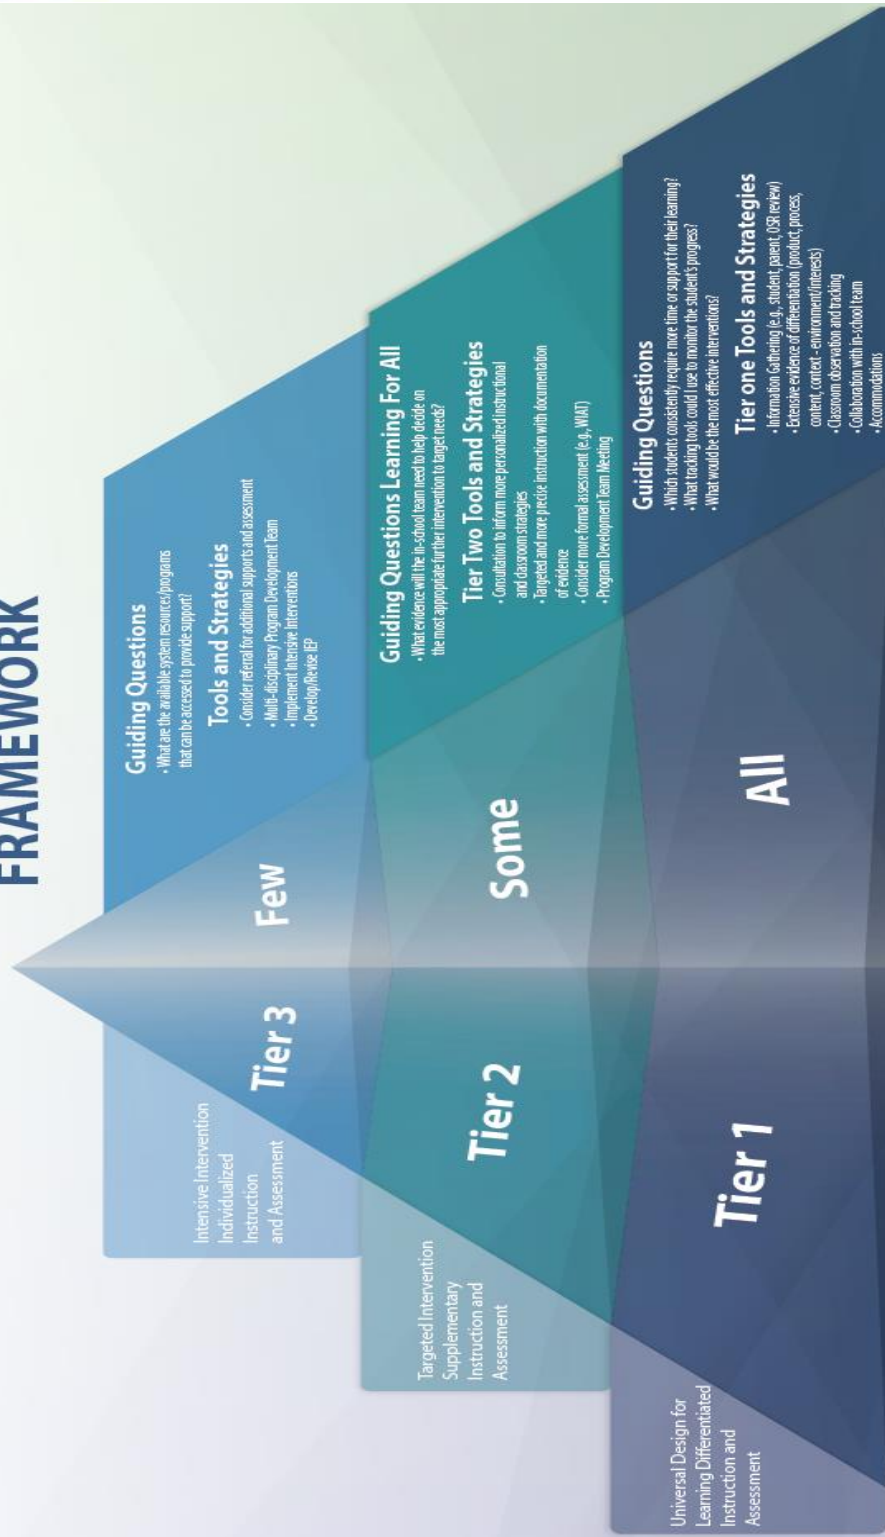 FRAMEWORK
Intensive Intervention
Individualized
Instruction
and Assessment
Tier 3
Few
Guiding Questions
• What are the available system resources/programs
that can be accessed to provide support?
Tools and Strategies
• Consider referral for additional supports and assessment
• Multi-disciplinary Program Development Team
• Implement Intensive Interventions
• Develop/Revise IEP
Targeted Intervention
Supplementary
Instruction and
Assessment
Tier 2
Some
Guiding Questions Learning For All
• What evidence will the in-school team need to help decide on
the most appropriate further intervention to target needs?
Tier Two Tools and Strategies
• Consultation to inform more personalized instructional
and classroom strategies
• Targeted and more precise instruction with documentation
of evidence
• Consider more formal assessment (e.g., WIAT)
• Program Development Team Meeting
Universal Design for
Learning Differentiated
Instruction and
Assessment
Tier 1
All
Guiding Questions
• Which students consistently require more time or support for their learning?
• What tracking tools could I use to monitor the student's progress?
• What would be the most effective interventions?
Tier one Tools and Strategies
• Information Gathering (e.g., student, parent, OSR review)
• Extensive evidence of differentiation (product, process,
content, context - environment/interests)
• Classroom observation and tracking
• Collaboration with in-school team
• Accommodations